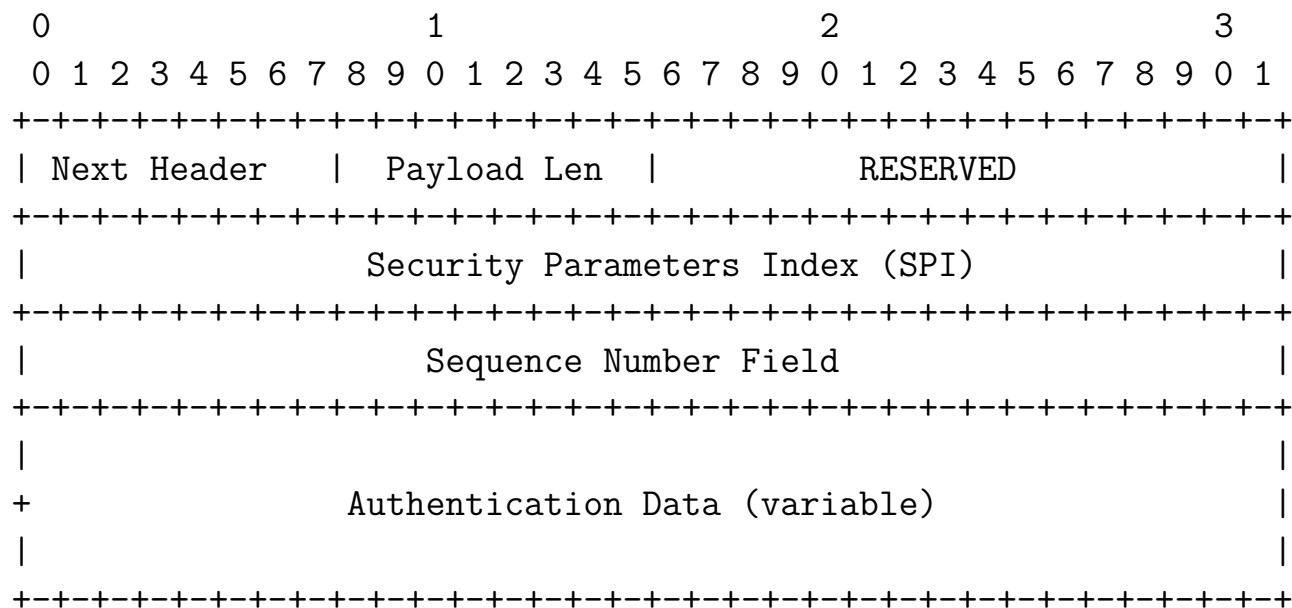 0                   1                   2                   3
 0 1 2 3 4 5 6 7 8 9 0 1 2 3 4 5 6 7 8 9 0 1 2 3 4 5 6 7 8 9 0 1
+-+-+-+-+-+-+-+-+-+-+-+-+-+-+-+-+-+-+-+-+-+-+-+-+-+-+-+-+-+-+-+-+
| Next Header   |  Payload Len  |          RESERVED             |
+-+-+-+-+-+-+-+-+-+-+-+-+-+-+-+-+-+-+-+-+-+-+-+-+-+-+-+-+-+-+-+-+
|                 Security Parameters Index (SPI)               |
+-+-+-+-+-+-+-+-+-+-+-+-+-+-+-+-+-+-+-+-+-+-+-+-+-+-+-+-+-+-+-+-+
|                    Sequence Number Field                      |
+-+-+-+-+-+-+-+-+-+-+-+-+-+-+-+-+-+-+-+-+-+-+-+-+-+-+-+-+-+-+-+-+
|                                                               |
+                Authentication Data (variable)                 |
|                                                               |
+-+-+-+-+-+-+-+-+-+-+-+-+-+-+-+-+-+-+-+-+-+-+-+-+-+-+-+-+-+-+-+-+